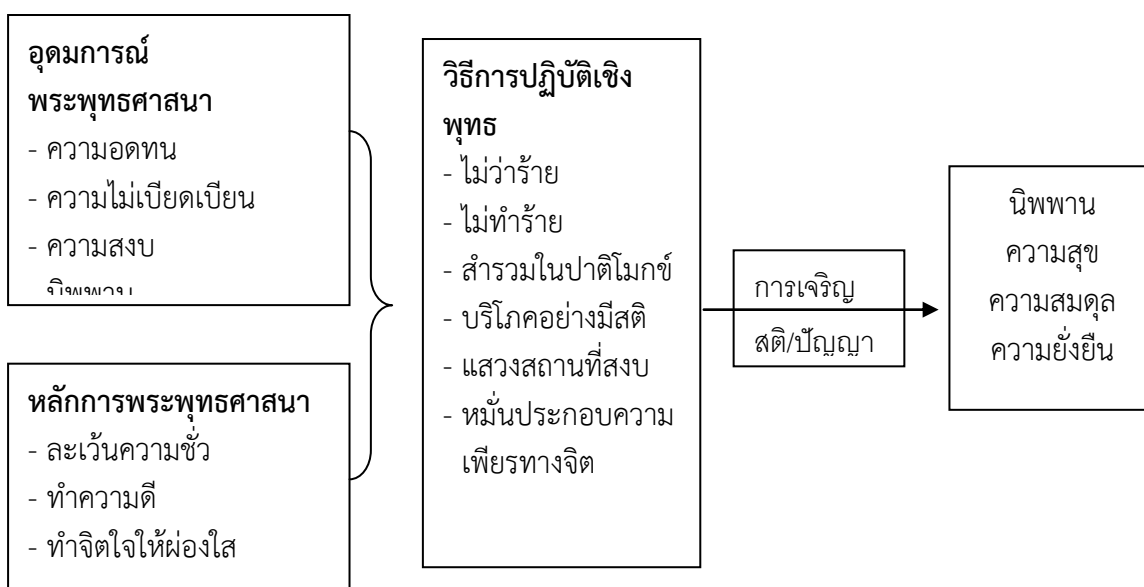 อุดมการณ์
พระพุทธศาสนา
- ความอดทน
- ความไม่เบียดเบียน
- ความสงบ
- นิพพาน
หลักการพระพุทธศาสนา
- ละเว้นความชั่ว
- ทำความดี
- ทำจิตใจให้ผ่องใส
วิธีการปฏิบัติเชิง
พุทธ
- ไม่ว่าร้าย
- ไม่ทำร้าย
- สำรวมในปาติโมกข์
- บริโภคอย่างมีสติ
- แสวงสถานที่สงบ
- หมั่นประกอบความ
เพียรทางจิต
การเจริญ
สติ/ปัญญา
นิพพาน
ความสุข
ความสมดุล
ความยั่งยืน